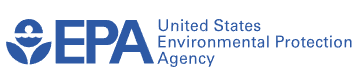 EPA
United States
Environmental Protection
Agency